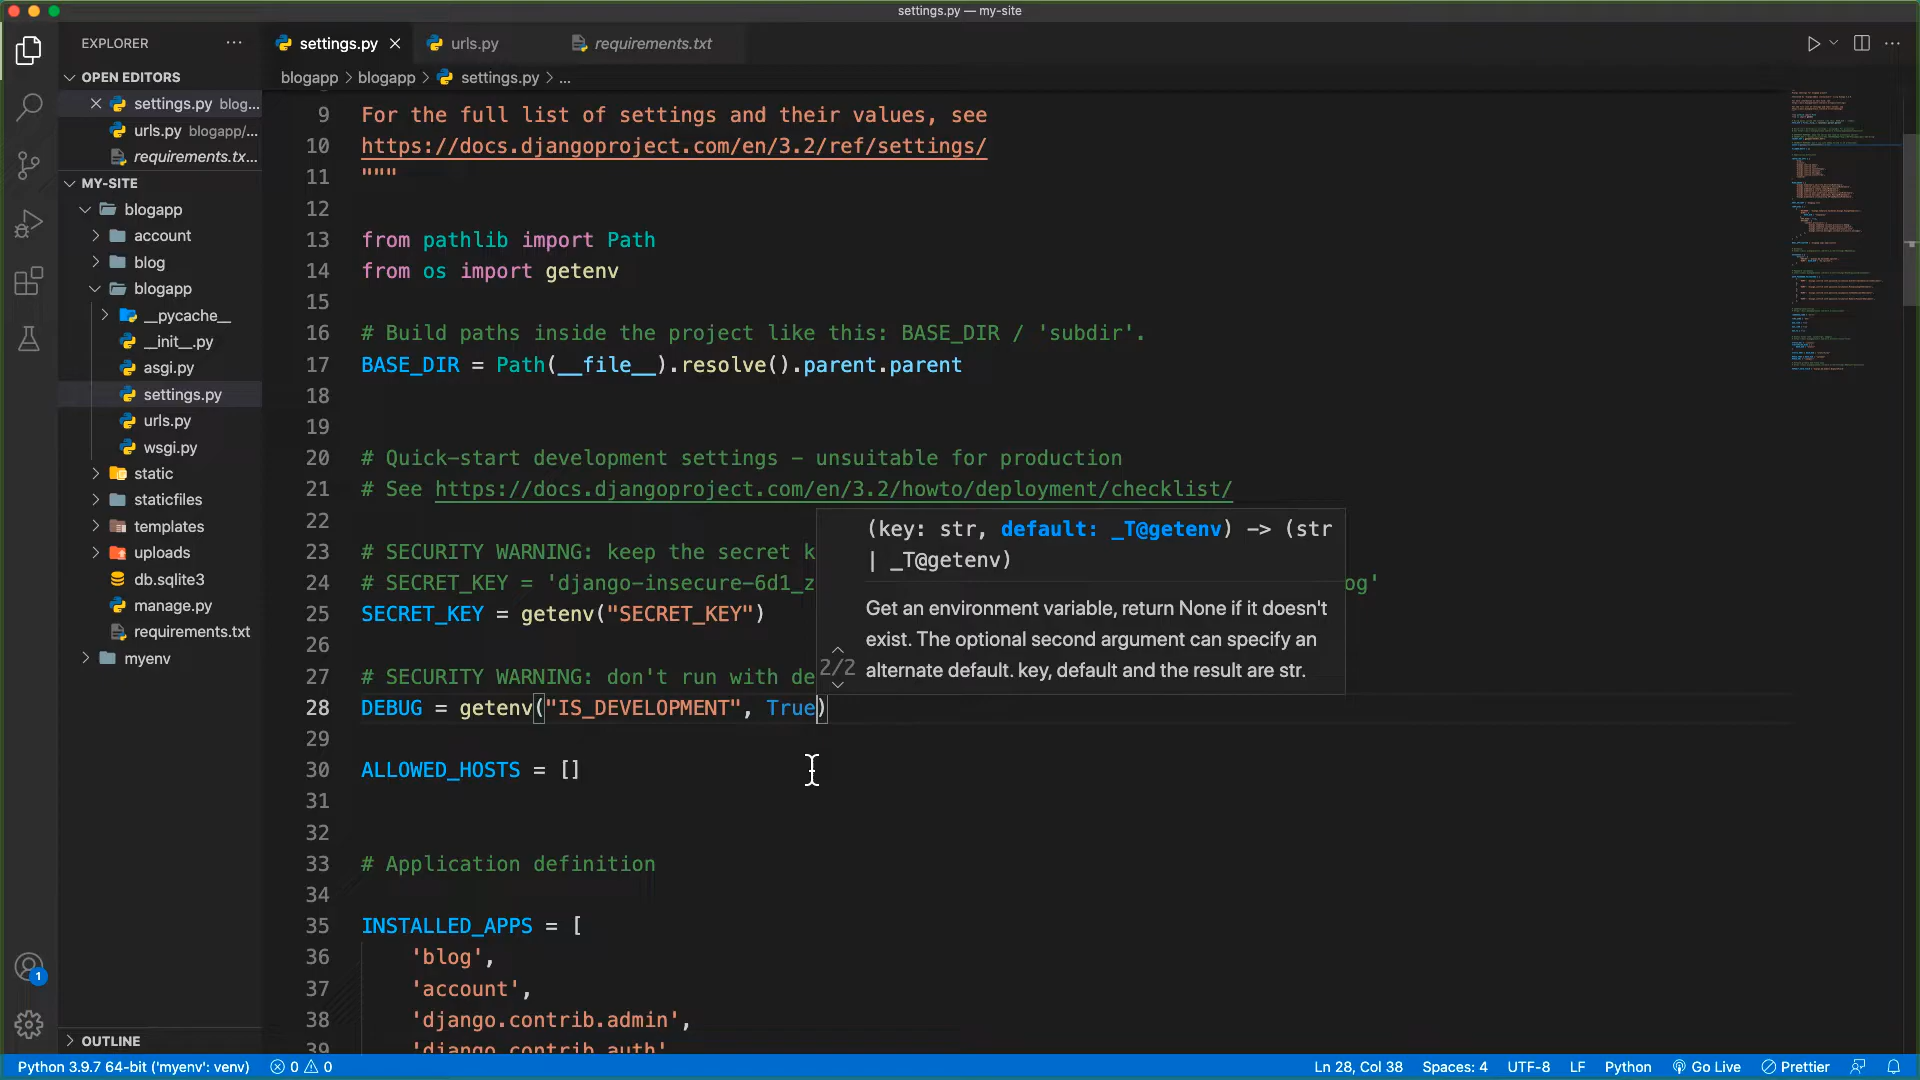 settings.py — my-site
EXPLORER
OPEN EDITORS
settings.py blog...
urls.py blogapp/...
requirements.tx...
MY-SITE
blogapp
account
blog
blogapp
__pycache__
__init__.py
asgi.py
settings.py
urls.py
wsgi.py
static
staticfiles
templates
uploads
db.sqlite3
manage.py
requirements.txt
myenv
OUTLINE
1
settings.py
urls.py
requirements.txt
blogapp > blogapp > settings.py > ...
9 For the full list of settings and their values, see
10 https://docs.djangoproject.com/en/3.2/ref/settings/
11 """
12
13 from pathlib import Path
14 from os import getenv
15
16 # Build paths inside the project like this: BASE_DIR / 'subdir'.
17 BASE_DIR = Path(__file__).resolve().parent.parent
18
19
20 # Quick-start development settings - unsuitable for production
21 # See https://docs.djangoproject.com/en/3.2/howto/deployment/checklist/
22
23 # SECURITY WARNING: keep the secret k
24 # SECRET_KEY = 'django-insecure-6d1_z og'
25 SECRET_KEY = getenv("SECRET_KEY")
26
27 # SECURITY WARNING: don't run with de
28 DEBUG = getenv("IS_DEVELOPMENT", True)
29
30 ALLOWED_HOSTS = []
31
32
33 # Application definition
34
35 INSTALLED_APPS = [
36 'blog',
37 'account',
38 'django.contrib.admin',
39 'django.contrib.auth'
(key: str, default: _T@getenv) -> (str
| _T@getenv)
Get an environment variable, return None if it doesn't
exist. The optional second argument can specify an
2/2 alternate default. key, default and the result are str.
Python 3.9.7 64-bit ('myenv': venv) 0 0 Ln 28, Col 38 Spaces: 4 UTF-8 LF Python Go Live Prettier